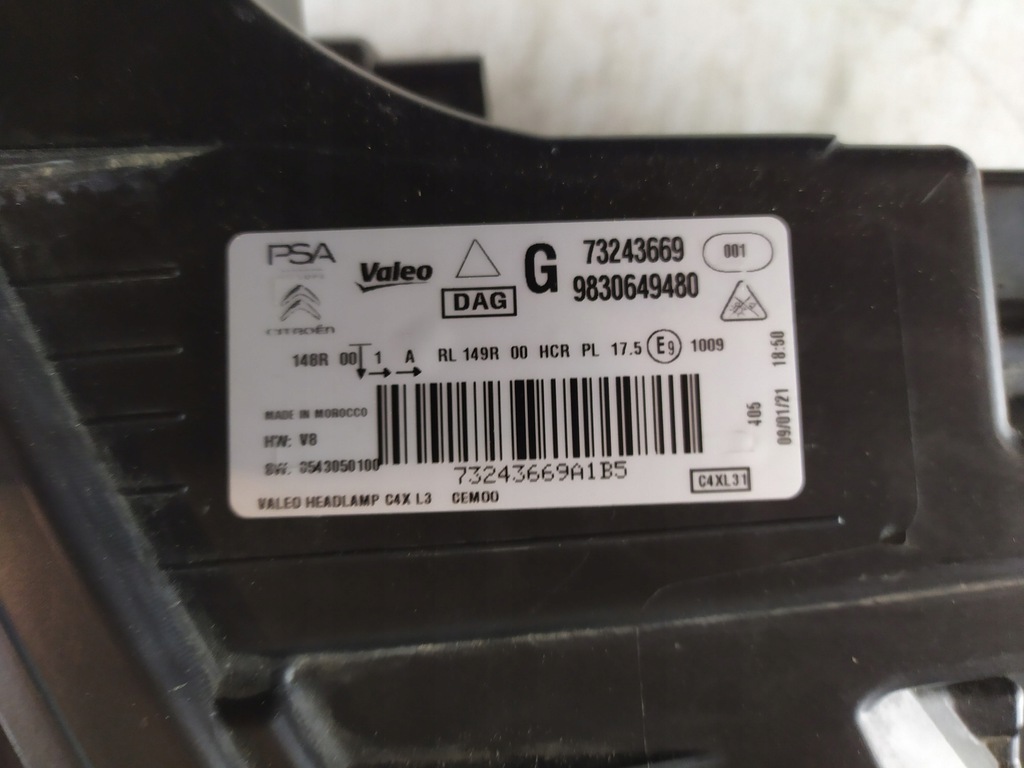 PSA
CITROËN
Valeo
DAG
G
73243669
9830649480
001
148R 00 1 A RL 149R 00 HCR PL 17.5 E9 1009
MADE IN MOROCCO
HW: V8
SW: 0543050100
73243669A1B5
VALEO HEADLAMP C4X L3 CEM00
C4XL31
405
09/01/21 18:50